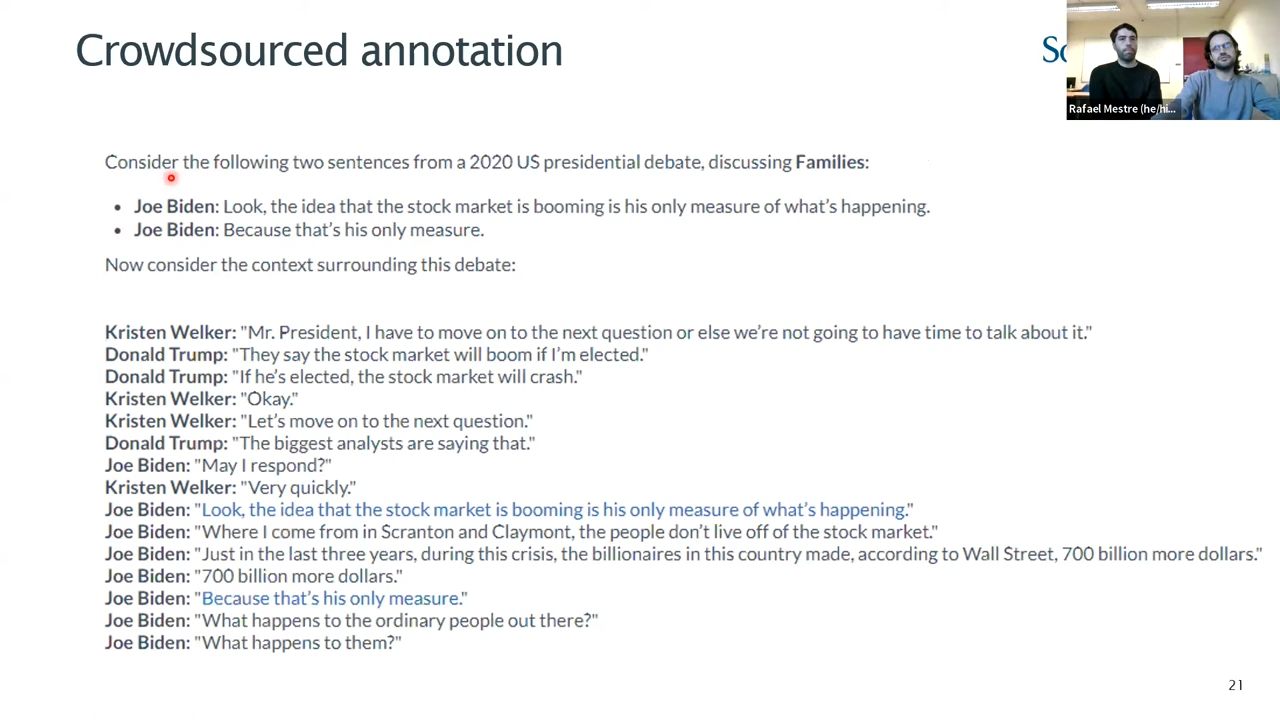 Crowdsourced annotation
Rafael Mestre (he/hi...
Consider the following two sentences from a 2020 US presidential debate, discussing Families:
• Joe Biden: Look, the idea that the stock market is booming is his only measure of what's happening.
• Joe Biden: Because that's his only measure.
Now consider the context surrounding this debate:
Kristen Welker: "Mr. President, I have to move on to the next question or else we're not going to have time to talk about it."
Donald Trump: "They say the stock market will boom if I'm elected."
Donald Trump: "If he's elected, the stock market will crash."
Kristen Welker: "Okay."
Kristen Welker: "Let's move on to the next question."
Donald Trump: "The biggest analysts are saying that."
Joe Biden: "May I respond?"
Kristen Welker: "Very quickly."
Joe Biden: "Look, the idea that the stock market is booming is his only measure of what's happening."
Joe Biden: "Where I come from in Scranton and Claymont, the people don't live off of the stock market."
Joe Biden: "Just in the last three years, during this crisis, the billionaires in this country made, according to Wall Street, 700 billion more dollars."
Joe Biden: "700 billion more dollars."
Joe Biden: "Because that's his only measure."
Joe Biden: "What happens to the ordinary people out there?"
Joe Biden: "What happens to them?"
21